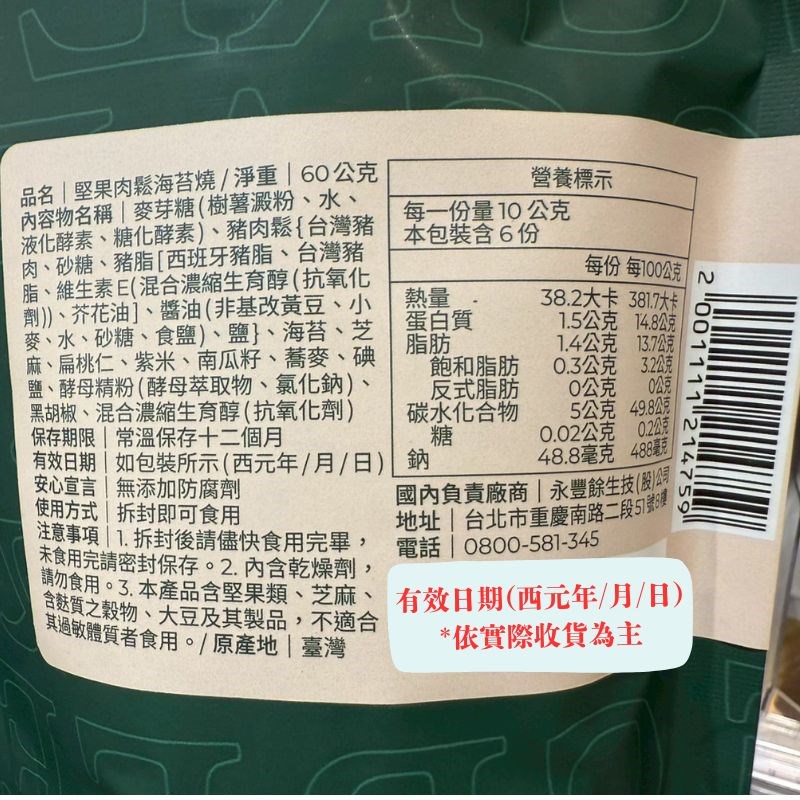 品名｜堅果肉鬆海苔燒/淨重｜60公克
內容物名稱｜麥芽糖(樹薯澱粉、水、
液化酵素、糖化酵素)、豬肉鬆{台灣豬
肉、砂糖、豬脂[西班牙豬脂、台灣豬
脂、維生素E(混合濃縮生育醇(抗氧化
劑))、芥花油]、醬油(非基改黃豆、小
麥、水、砂糖、食鹽)、鹽}、海苔、芝
麻、扁桃仁、紫米、南瓜籽、蕎麥、碘
鹽、酵母精粉(酵母萃取物、氯化鈉)、
黑胡椒、混合濃縮生育醇(抗氧化劑)
保存期限｜常溫保存十二個月
有效日期｜如包裝所示(西元年/月/日)
安心宣言｜無添加防腐劑
使用方式｜拆封即可食用
注意事項｜1. 拆封後請儘快食用完畢，
未食用完請密封保存。2. 內含乾燥劑，
請勿食用。3. 本產品含堅果類、芝麻、
含麩質之穀物、大豆及其製品，不適合
其過敏體質者食用。/原產地｜臺灣
營養標示
每一份量10公克
本包裝含6份
每份 每100公克
熱量 38.2大卡 381.7大卡
蛋白質 1.5公克 14.8公克
脂肪 1.4公克 13.7公克
飽和脂肪 0.3公克 3.2公克
反式脂肪 0公克 0公克
碳水化合物 5公克 49.8公克
糖 0.02公克 0.2公克
鈉 48.8毫克 488毫克
國內負責廠商｜永豐餘生技(股)公司
地址｜台北市重慶南路二段51號8樓
電話｜0800-581-345
2 001111 214759
有效日期(西元年/月/日)
*依實際收貨為主